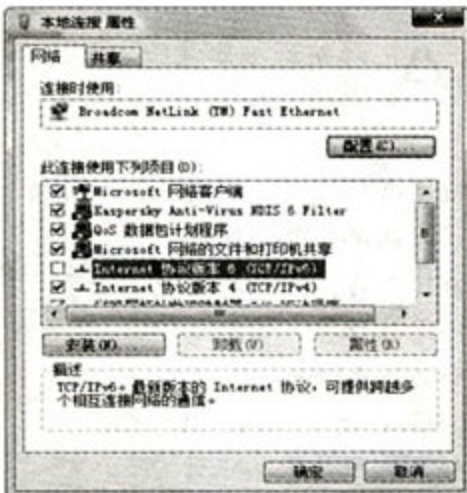 本地连接 属性
网络 共享
连接时使用:
Broadcom NetLink (TM) Fast Ethernet
配置(C)...
此连接使用下列项目(O):
Microsoft 网络客户端
Kaspersky Anti-Virus NDIS 6 Filter
QoS 数据包计划程序
Microsoft 网络的文件和打印机共享
Internet 协议版本 6 (TCP/IPv6)
Internet 协议版本 4 (TCP/IPv4)
安装(N)... 卸载(U) 属性(R)
描述
TCP/IPv6。最新版本的 Internet 协议，可提供跨越多
个相互连接网络的通信。
确定 取消